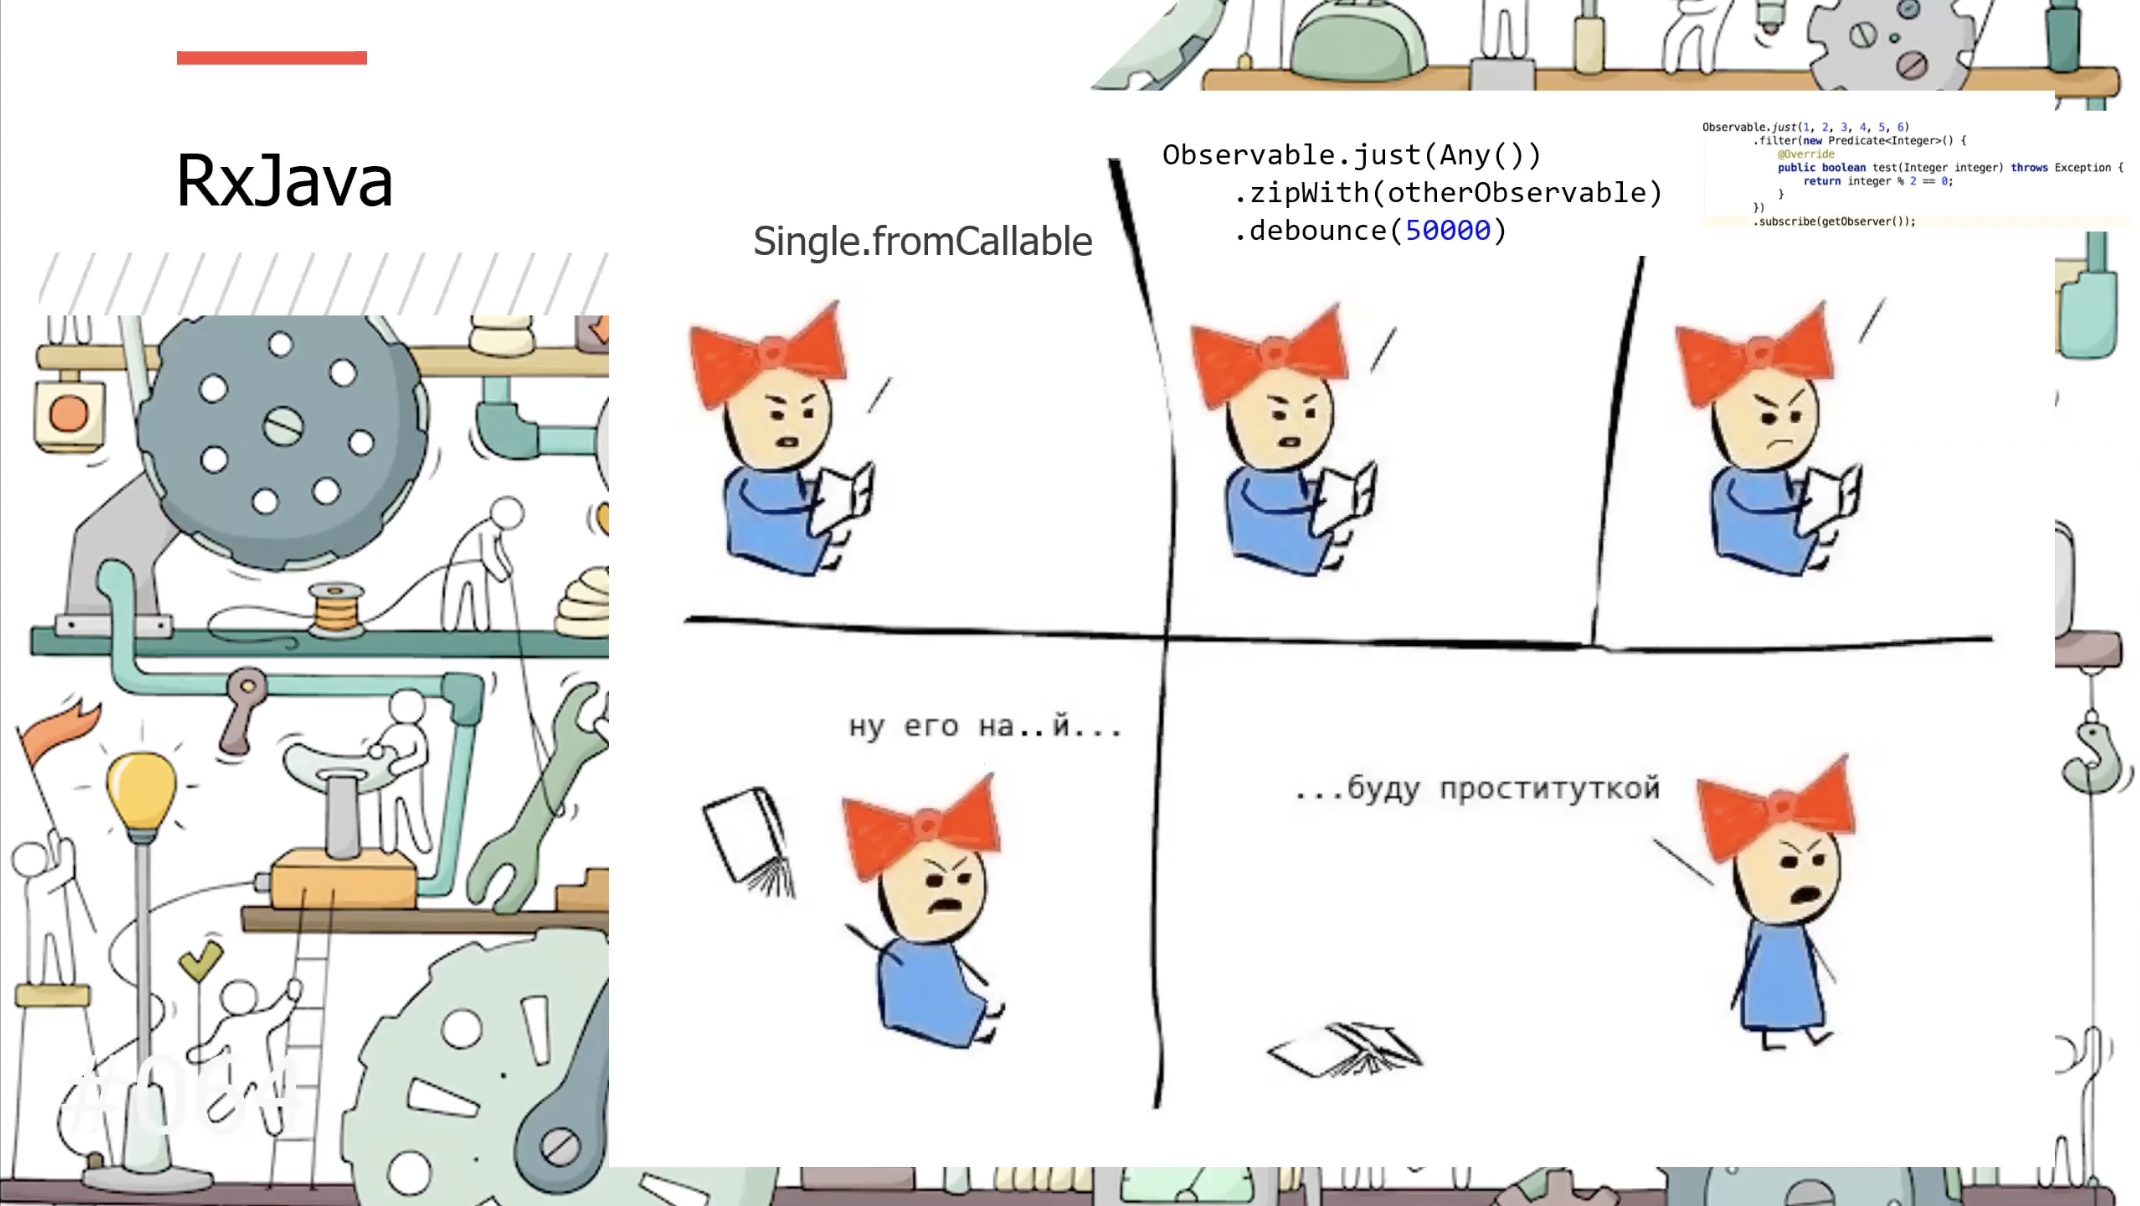 RxJava
Single.fromCallable
Observable.just(Any())
.zipWith(otherObservable)
.debounce(50000)
Observable.just(1, 2, 3, 4, 5, 6)
.filter(new Predicate<Integer>() {
@Override
public boolean test(Integer integer) throws Exception {
return integer % 2 == 0;
}
})
.subscribe(getObserver());
ну его на..й...
...буду проституткой
#064